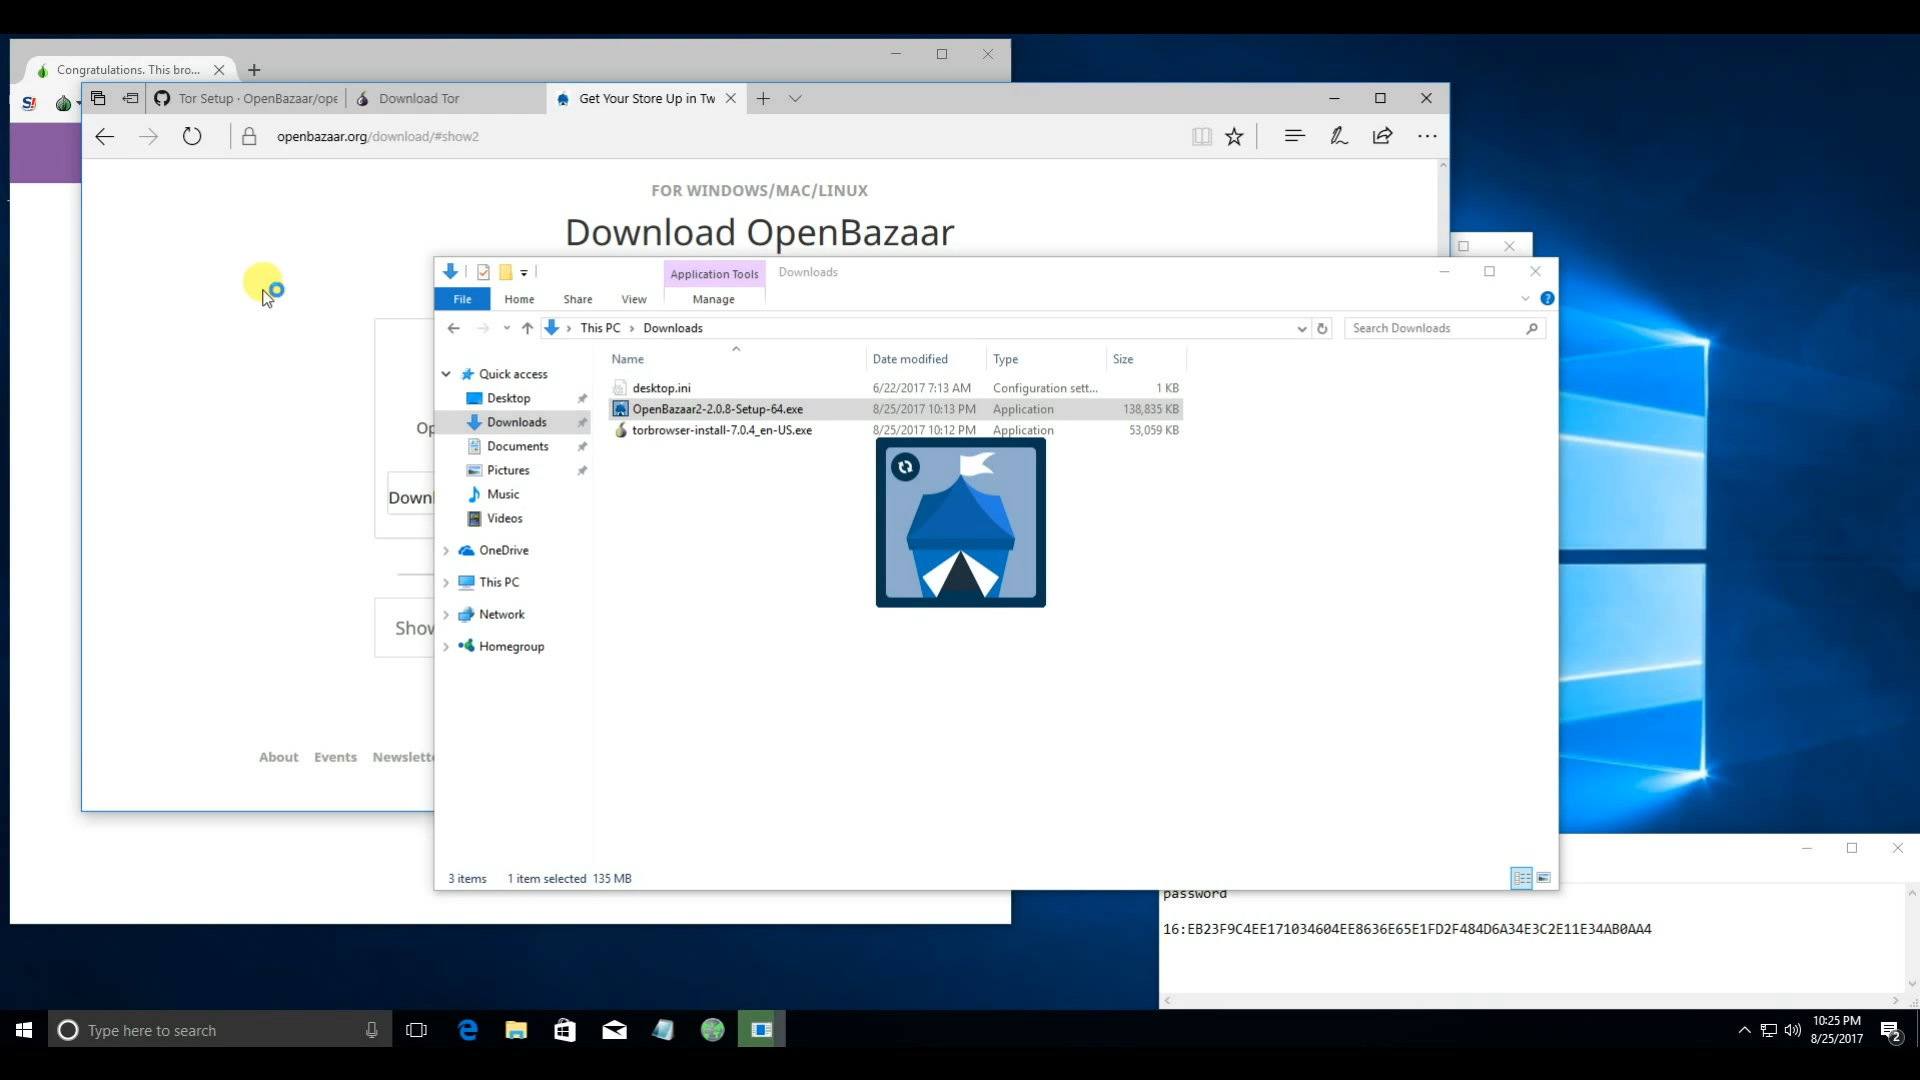 Congratulations. This bro...
Tor Setup · OpenBazaar/ope
Download Tor
Get Your Store Up in Tw
openbazaar.org/download/#show2
FOR WINDOWS/MAC/LINUX
Download OpenBazaar
Application Tools
Downloads
File
Home
Share
View
Manage
This PC
Downloads
Search Downloads
Name
Date modified
Type
Size
desktop.ini
6/22/2017 7:13 AM
Configuration sett...
1 KB
OpenBazaar2-2.0.8-Setup-64.exe
8/25/2017 10:13 PM
Application
138,835 KB
torbrowser-install-7.0.4_en-US.exe
8/25/2017 10:12 PM
Application
53,059 KB
Quick access
Desktop
Downloads
Documents
Pictures
Music
Videos
OneDrive
This PC
Network
Homegroup
Op
Downl
Show
About
Events
Newslette
3 items
1 item selected 135 MB
password
16:EB23F9C4EE171034604EE8636E65E1FD2F484D6A34E3C2E11E34AB0AA4
Type here to search
10:25 PM
8/25/2017
2